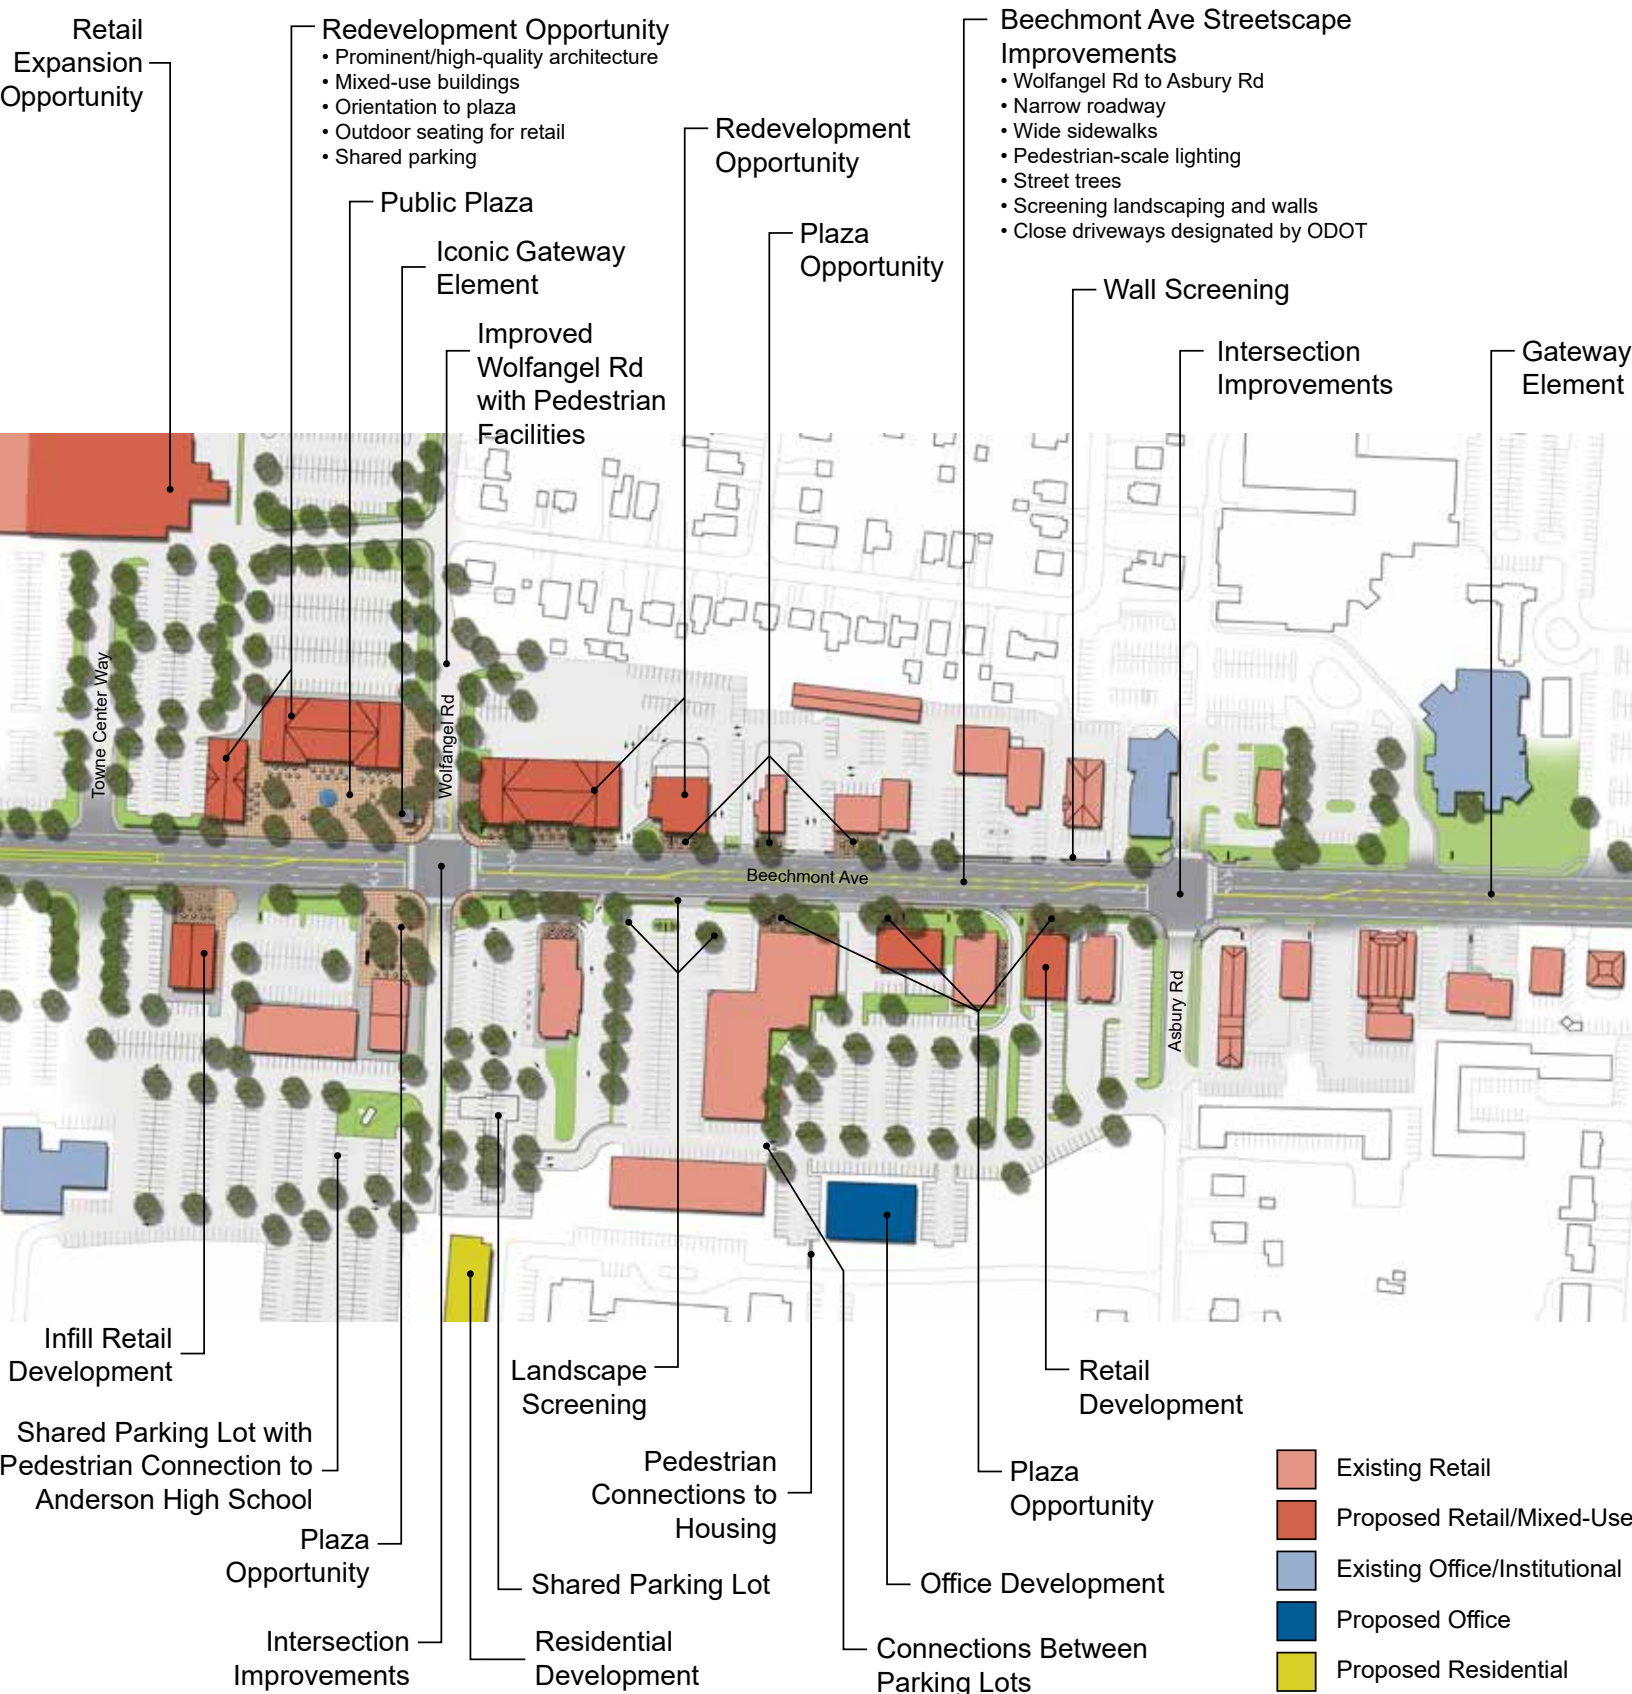 Retail
Expansion
Opportunity
Redevelopment Opportunity
• Prominent/high-quality architecture
• Mixed-use buildings
• Orientation to plaza
• Outdoor seating for retail
• Shared parking
Public Plaza
Iconic Gateway
Element
Improved
Wolfangel Rd
with Pedestrian
Facilities
Redevelopment
Opportunity
Plaza
Opportunity
Beechmont Ave Streetscape
Improvements
• Wolfangel Rd to Asbury Rd
• Narrow roadway
• Wide sidewalks
• Pedestrian-scale lighting
• Street trees
• Screening landscaping and walls
• Close driveways designated by ODOT
Wall Screening
Intersection
Improvements
Gateway
Element
Towne Center Way
Wolfangel Rd
Beechmont Ave
Asbury Rd
Infill Retail
Development
Shared Parking Lot with
Pedestrian Connection to
Anderson High School
Plaza
Opportunity
Intersection
Improvements
Landscape
Screening
Pedestrian
Connections to
Housing
Shared Parking Lot
Residential
Development
Retail
Development
Plaza
Opportunity
Office Development
Connections Between
Parking Lots
Existing Retail
Proposed Retail/Mixed-Use
Existing Office/Institutional
Proposed Office
Proposed Residential